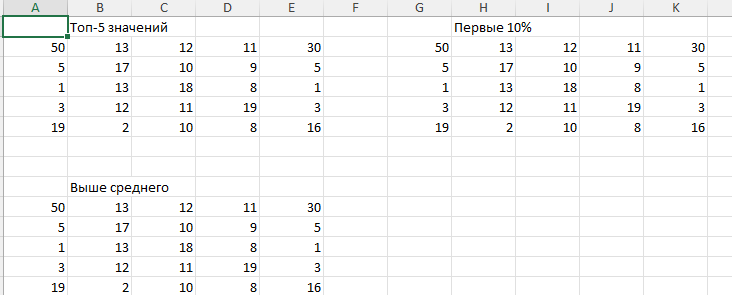 A B C D E F G H I J K
Топ-5 значений Первые 10%
50 13 12 11 30 50 13 12 11 30
5 17 10 9 5 5 17 10 9 5
1 13 18 8 1 1 13 18 8 1
3 12 11 19 3 3 12 11 19 3
19 2 10 8 16 19 2 10 8 16
Выше среднего
50 13 12 11 30
5 17 10 9 5
1 13 18 8 1
3 12 11 19 3
19 2 10 8 16